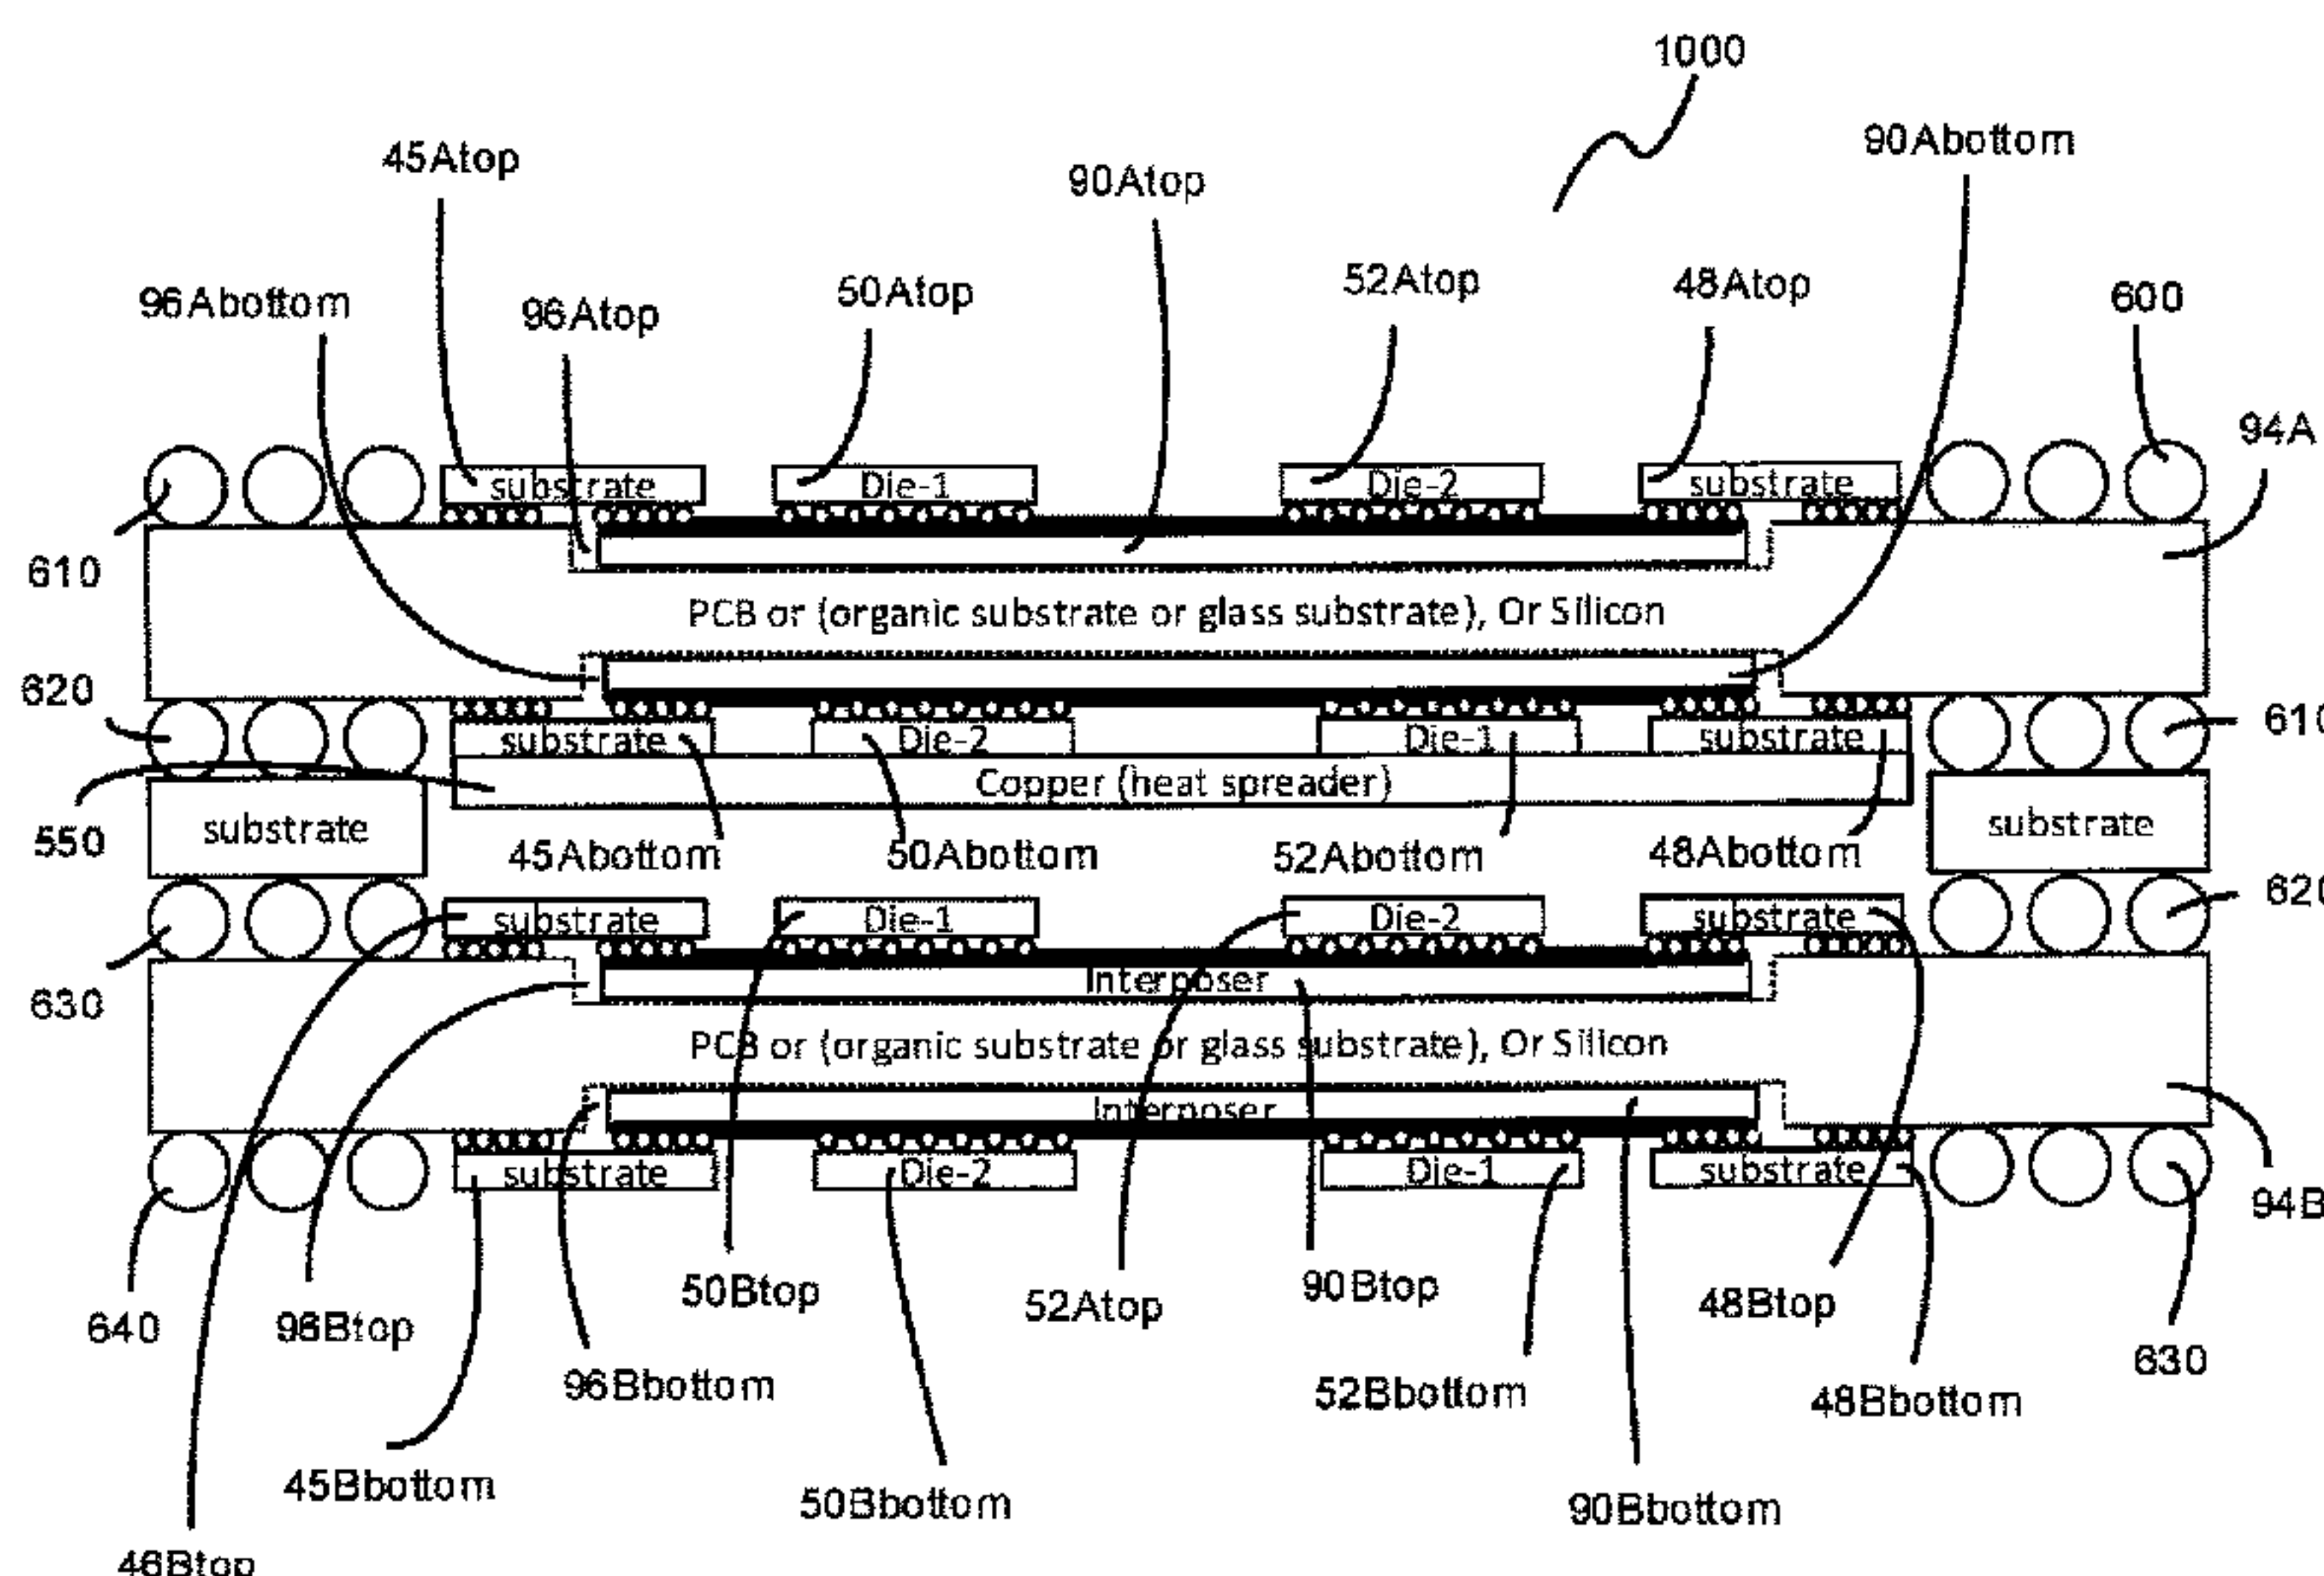 1000
90Abottom
45Atop
90Atop
96Abottom
96Atop
50Atop
52Atop
48Atop
600
94A
substrate
Die-1
Die-2
substrate
610
PCB or (organic substrate or glass substrate), Or Silicon
620
610
substrate
Die-2
Die-1
substrate
Copper (heat spreader)
550
substrate
45Abottom
50Abottom
52Abottom
48Abottom
substrate
620
substrate
Die-1
Die-2
substrate
630
Interposer
PCB or (organic substrate or glass substrate), Or Silicon
Interposer
substrate
Die-2
Die-1
substrate
94B
640
96Btop
50Btop
52Atop
90Btop
48Btop
630
96Bbottom
52Bbottom
48Bbottom
45Bbottom
50Bbottom
90Bbottom
46Btop